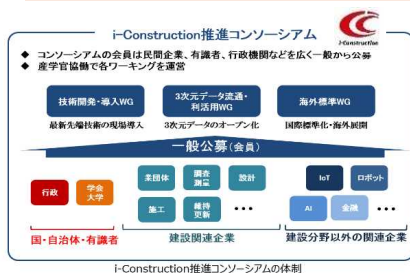 i-Construction推進コンソーシアム
i-Construction
◆ コンソーシアムの会員は民間企業、有識者、行政機関などを広く一般から公募
◆ 産学官協働で各ワーキングを運営
技術開発・導入WG
3次元データ流通・
利活用WG
海外標準WG
最新先端技術の現場導入
3次元データのオープン化
国際標準化・海外展開
一般公募(会員)
行政
学会
大学
業団体
調査
測量
設計
施工
維持
更新
•••
IoT
ロボット
AI
金融
•••
国・自治体・有識者
建設関連企業
建設分野以外の関連企業
i-Construction推進コンソーシアムの体制